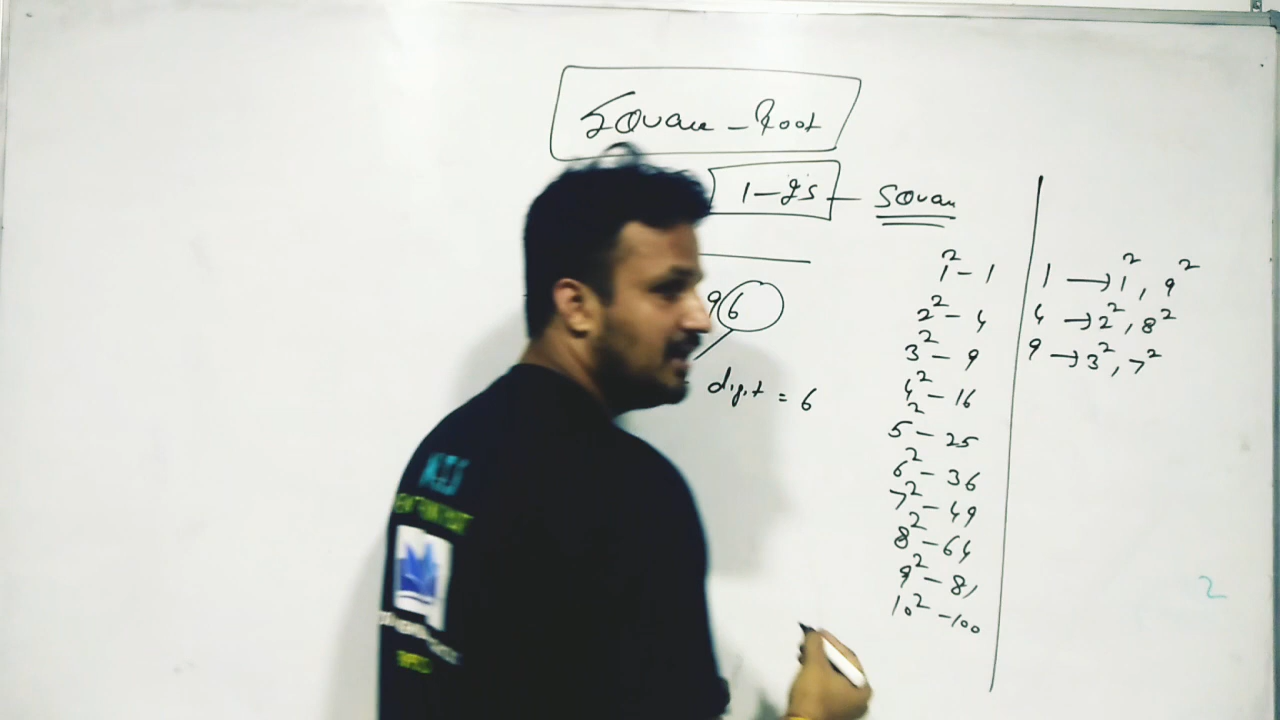 Square - Root
1 - 25 - Square
96
digit = 6
1² - 1
2² - 4
3² - 9
4² - 16
5² - 25
6² - 36
7² - 49
8² - 64
9² - 81
10² - 100
1 → 1², 9²
4 → 2², 8²
9 → 3², 7²
2